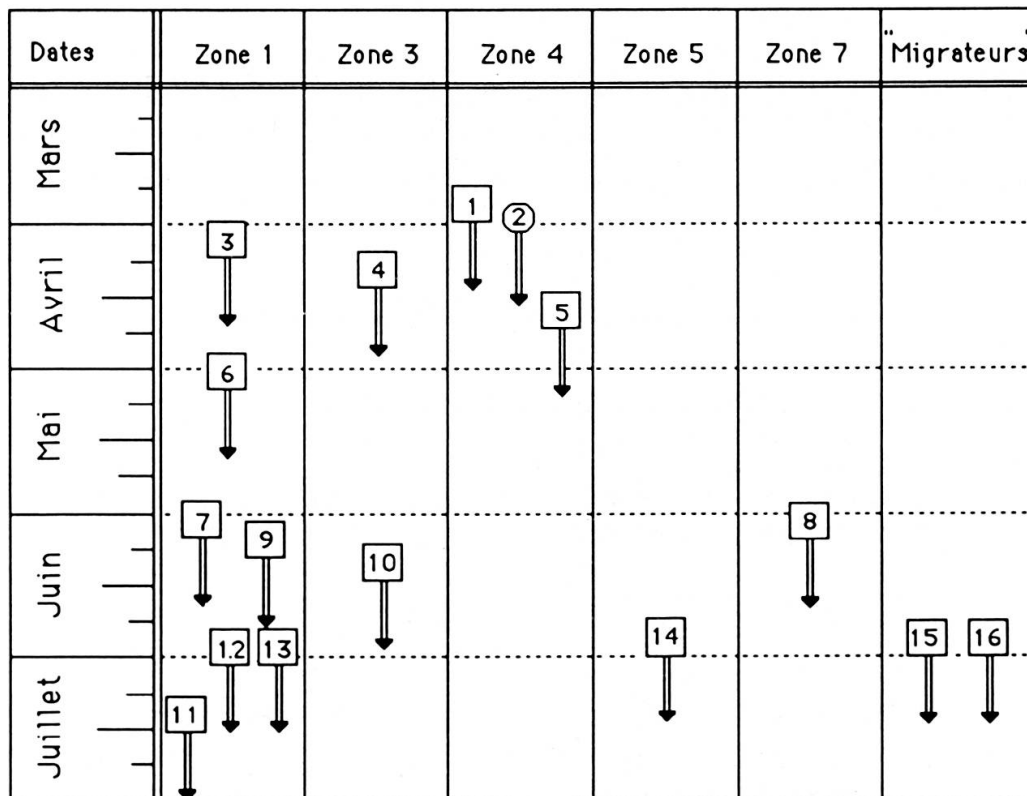 Dates Zone 1 Zone 3 Zone 4 Zone 5 Zone 7 "Migrateurs"
Mars
1 2
3
Avril
4
5
6
Mai
7 8
9
Juin
10
12 13 14 15 16
Juillet
11